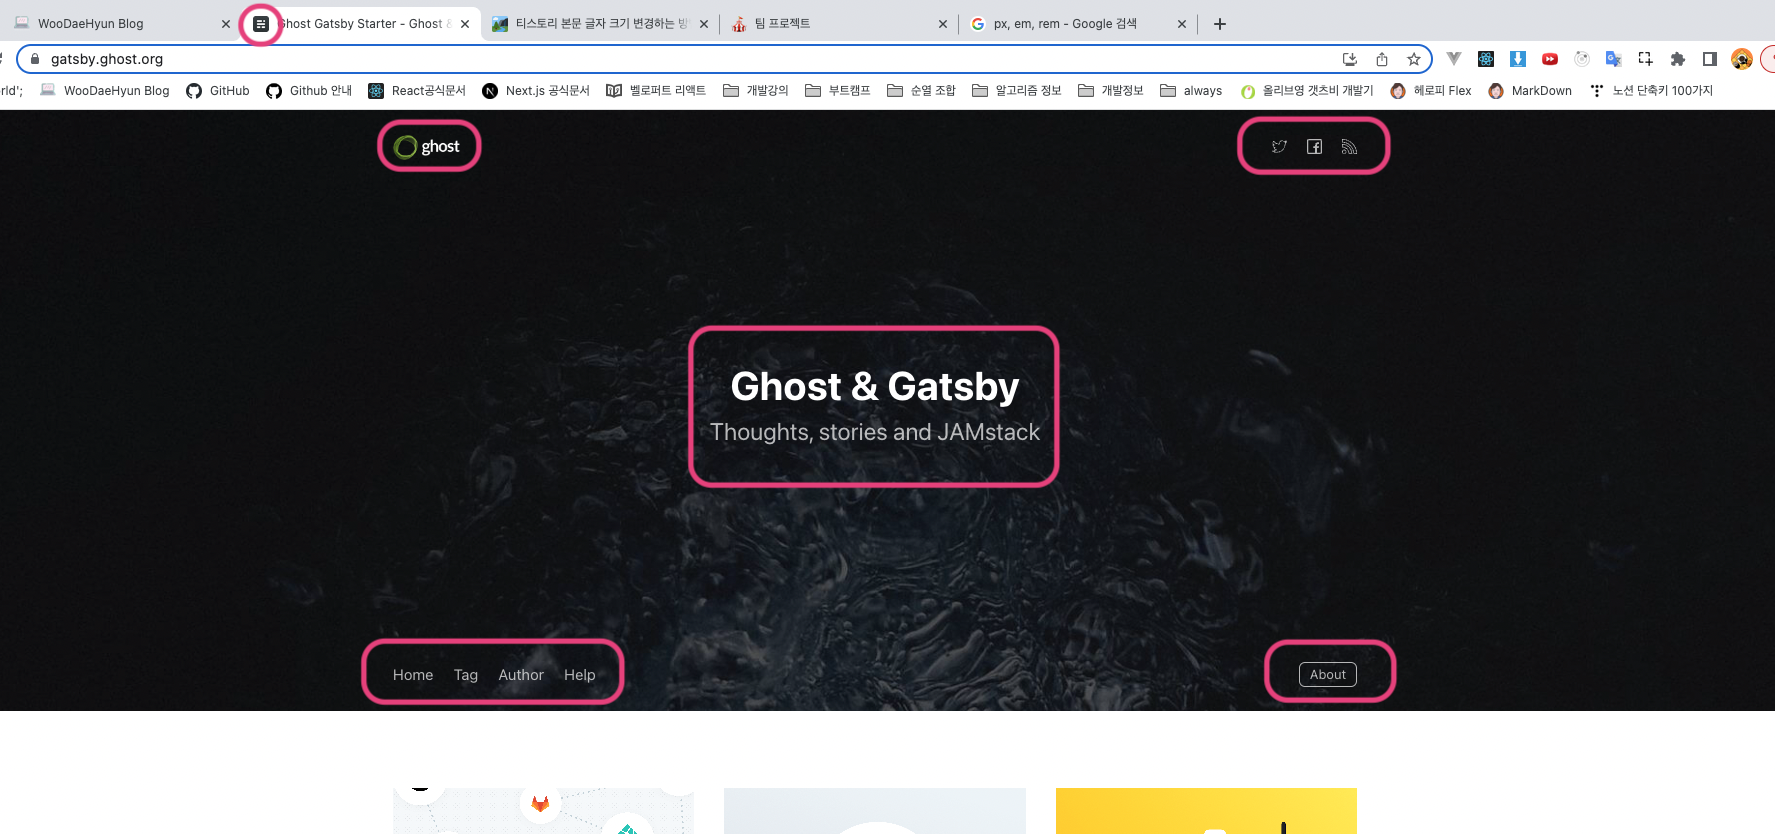 WooDaeHyun Blog
Ghost Gatsby Starter - Ghost &
티스토리 본문 글자 크기 변경하는 방
팀 프로젝트
px, em, rem - Google 검색
gatsby.ghost.org
rld';
WooDaeHyun Blog
GitHub
Github 안내
React공식문서
Next.js 공식문서
벨로퍼트 리액트
개발강의
부트캠프
순열 조합
알고리즘 정보
개발정보
always
올리브영 갯츠비 개발기
헤로피 Flex
MarkDown
노션 단축키 100가지
ghost
Ghost & Gatsby
Thoughts, stories and JAMstack
Home
Tag
Author
Help
About